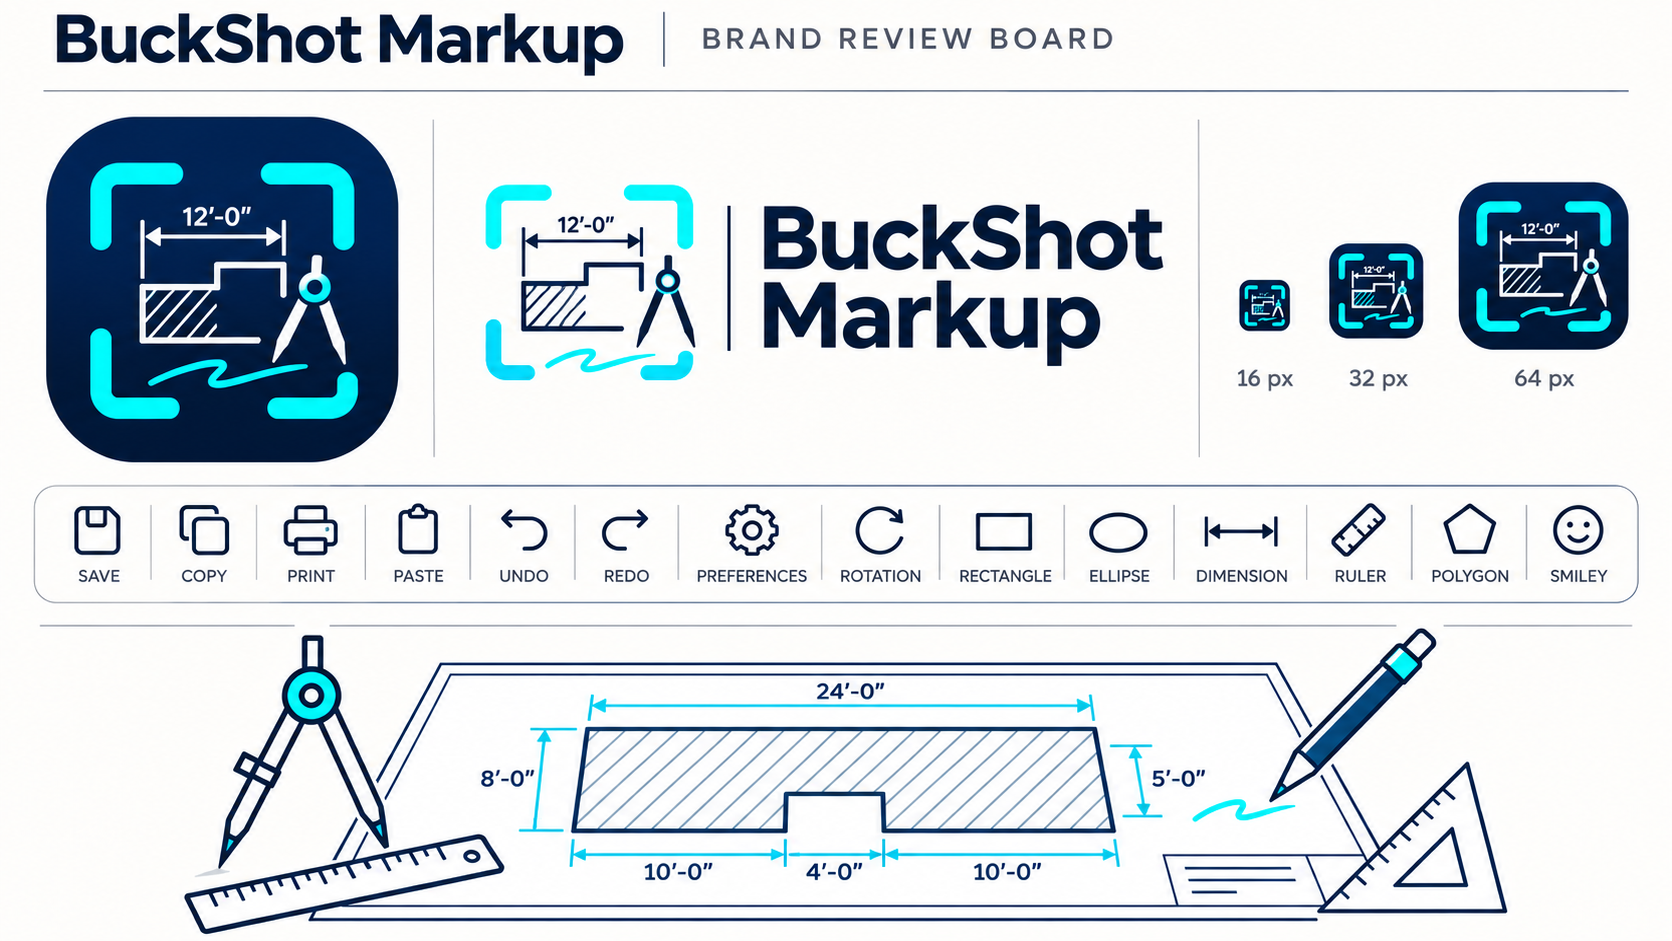 BuckShot Markup
BRAND REVIEW BOARD
12'-0"
12'-0"
BuckShot
Markup
12'-0"
12'-0"
16 px
32 px
64 px
SAVE
COPY
PRINT
PASTE
UNDO
REDO
PREFERENCES
ROTATION
RECTANGLE
ELLIPSE
DIMENSION
RULER
POLYGON
SMILEY
24'-0"
8'-0"
5'-0"
10'-0"
4'-0"
10'-0"